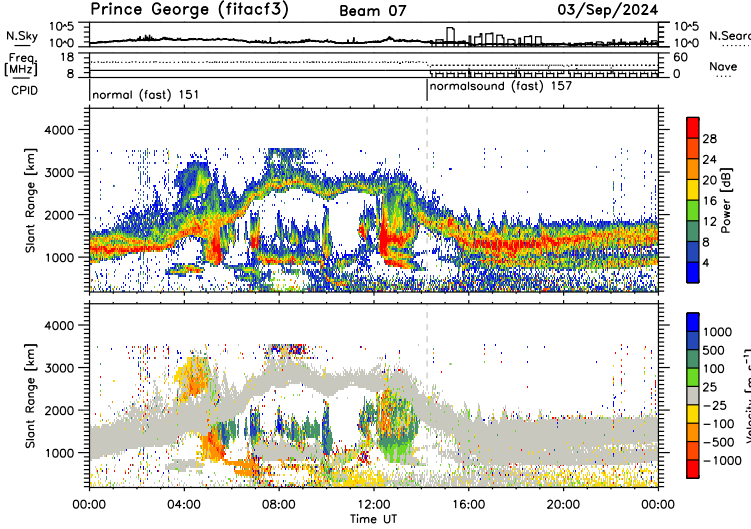 Prince George (fitacf3) Beam 07 03/Sep/2024
10^5 10^5
N.Sky N.Sear
10^0 10^0
Freq. 18 60
[MHz] 8 0 Nave
CPID normal (fast) 151 normalsound (fast) 157
Slant Range [km]
4000
3000
2000
1000
Power [dB]
28
24
20
16
12
8
4
Slant Range [km]
4000
3000
2000
1000
Velocity [m s⁻¹]
1000
500
100
25
-25
-100
-500
-1000
00:00 04:00 08:00 12:00 16:00 20:00 00:00
Time UT